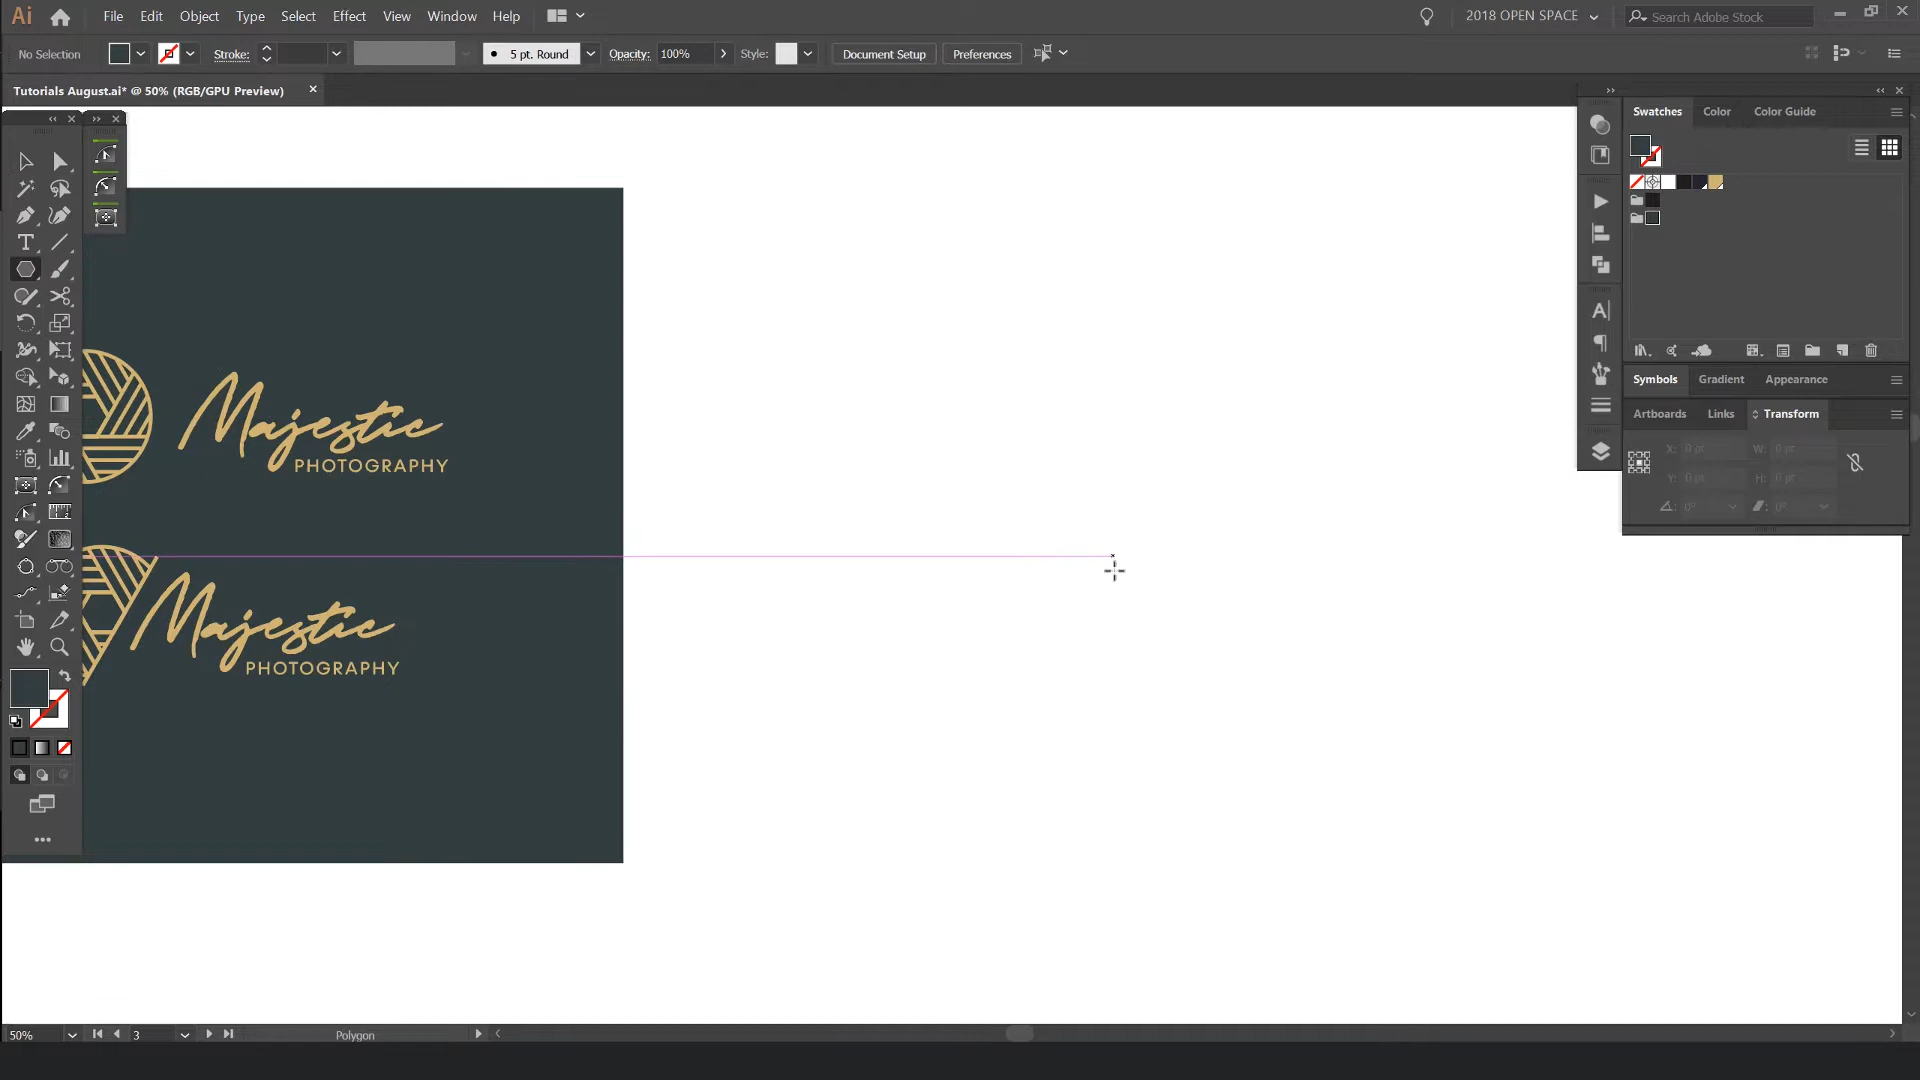 Ai File Edit Object Type Select Effect View Window Help 2018 OPEN SPACE Search Adobe Stock
No Selection Stroke: 5 pt. Round Opacity: 100% Style: Document Setup Preferences
Tutorials August.ai* @ 50% (RGB/GPU Preview)
Swatches Color Color Guide
Symbols Gradient Appearance
Artboards Links Transform
X: 0 pt W: 0 pt
Y: 0 pt H: 0 pt
0° 0°
Majestic
PHOTOGRAPHY
Majestic
PHOTOGRAPHY
50% 3 Polygon